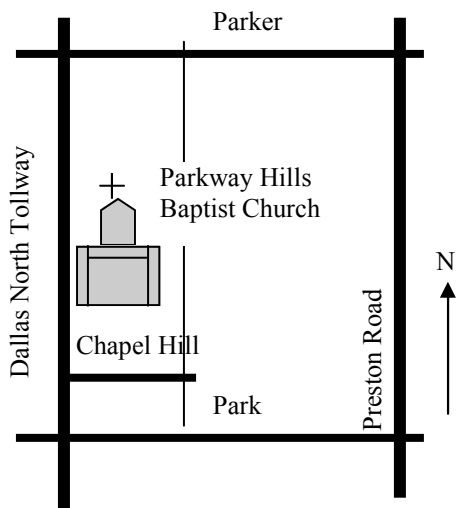 Parker
Dallas North Tollway
Parkway Hills
Baptist Church
N
Chapel Hill
Preston Road
Park